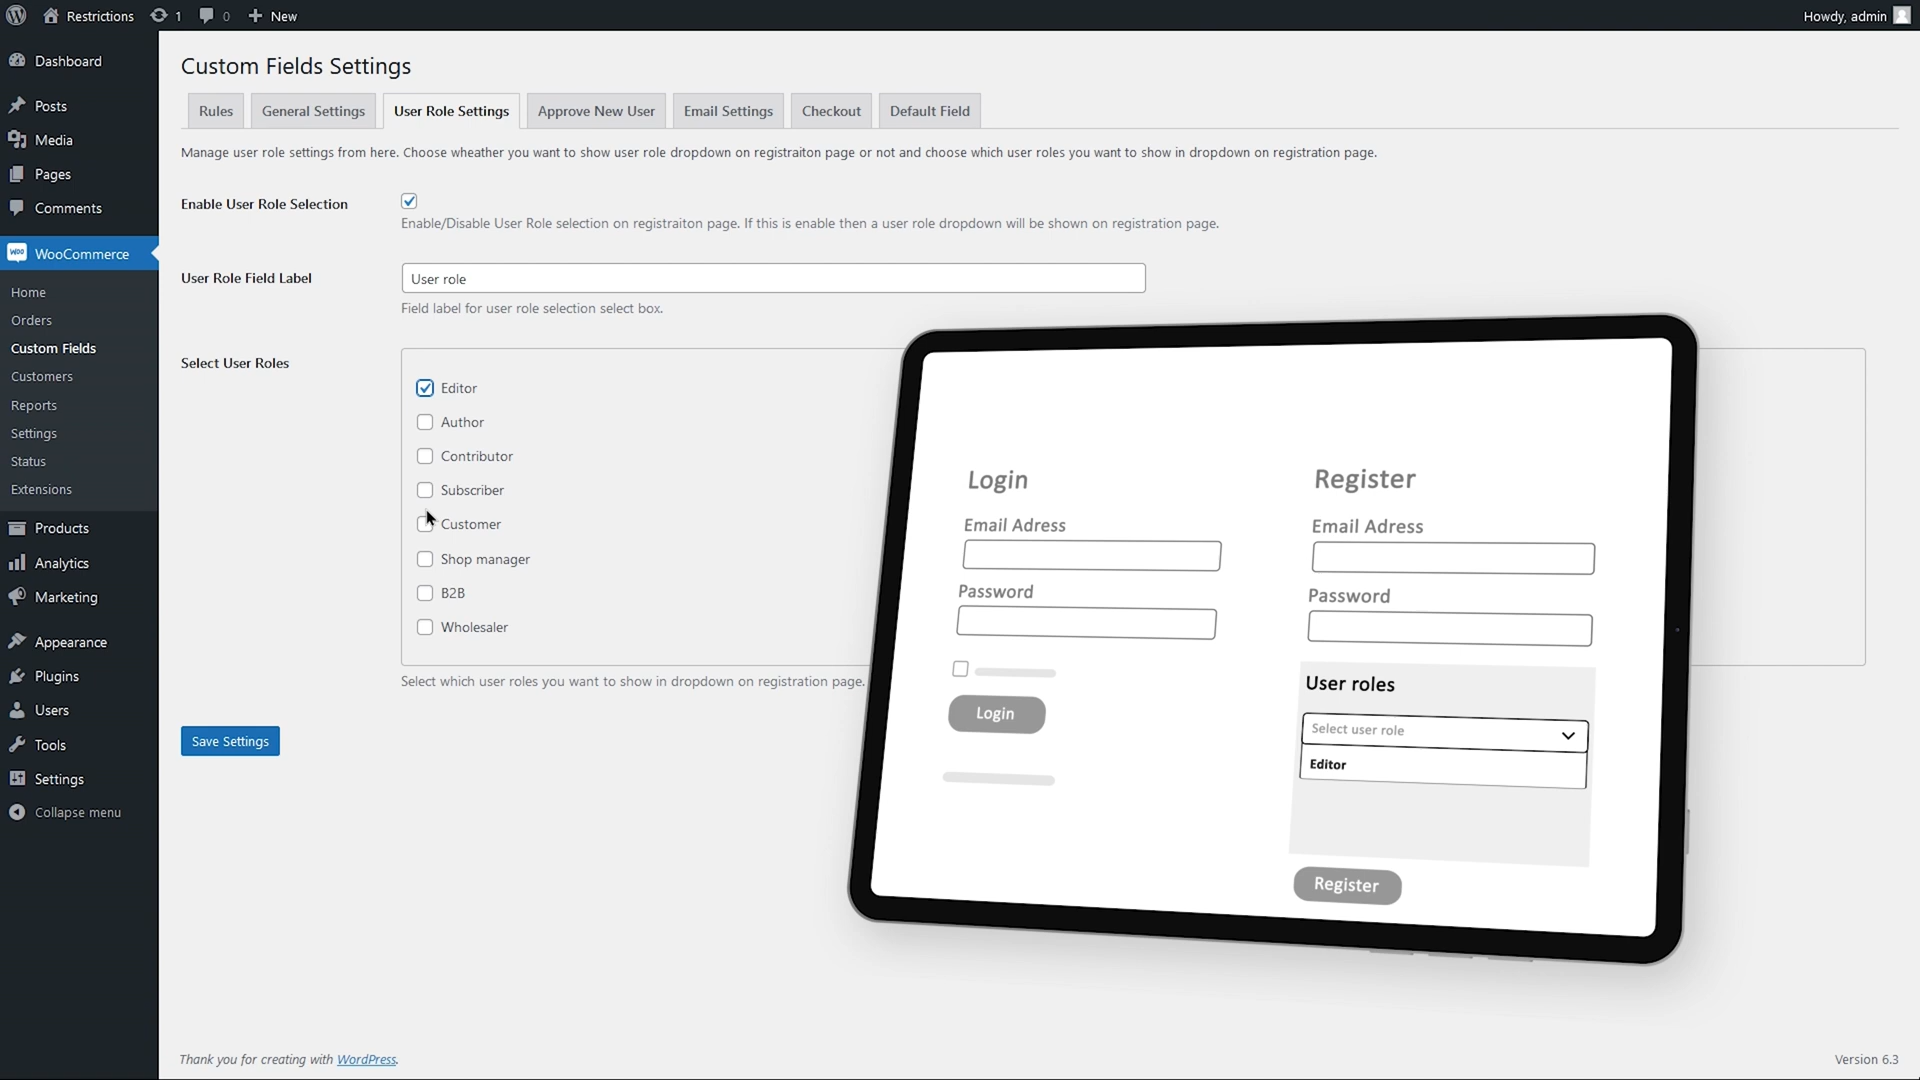 Restrictions 1 0 New Howdy, admin
Dashboard
Posts
Media
Pages
Comments
WooCommerce
Home
Orders
Custom Fields
Customers
Reports
Settings
Status
Extensions
Products
Analytics
Marketing
Appearance
Plugins
Users
Tools
Settings
Collapse menu
Custom Fields Settings
Rules General Settings User Role Settings Approve New User Email Settings Checkout Default Field
Manage user role settings from here. Choose wheather you want to show user role dropdown on registraiton page or not and choose which user roles you want to show in dropdown on registration page.
Enable User Role Selection
Enable/Disable User Role selection on registraiton page. If this is enable then a user role dropdown will be shown on registration page.
User Role Field Label
User role
Field label for user role selection select box.
Select User Roles
Editor
Author
Contributor
Subscriber
Customer
Shop manager
B2B
Wholesaler
Select which user roles you want to show in dropdown on registration page.
Save Settings
Login
Email Adress
Password
Login
Register
Email Adress
Password
User roles
Select user role
Editor
Register
Thank you for creating with WordPress.
Version 6.3